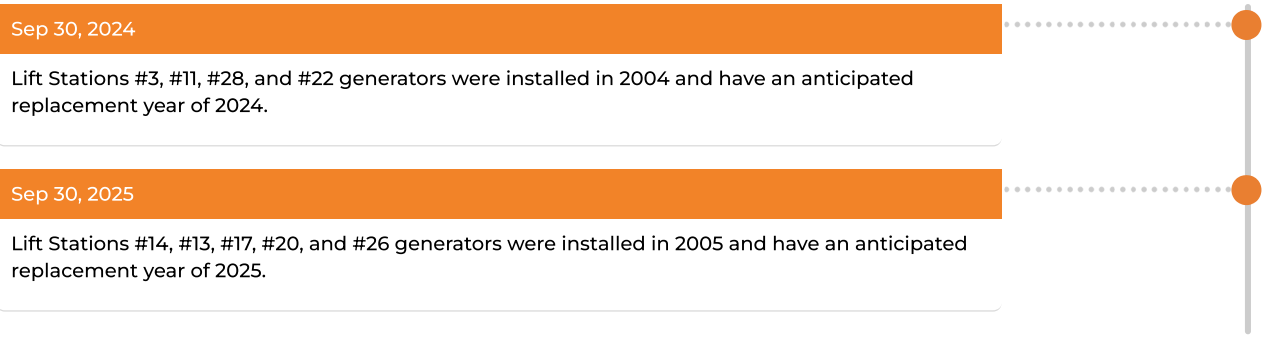 Sep 30, 2024
Lift Stations #3, #11, #28, and #22 generators were installed in 2004 and have an anticipated
replacement year of 2024.
Sep 30, 2025
Lift Stations #14, #13, #17, #20, and #26 generators were installed in 2005 and have an anticipated
replacement year of 2025.